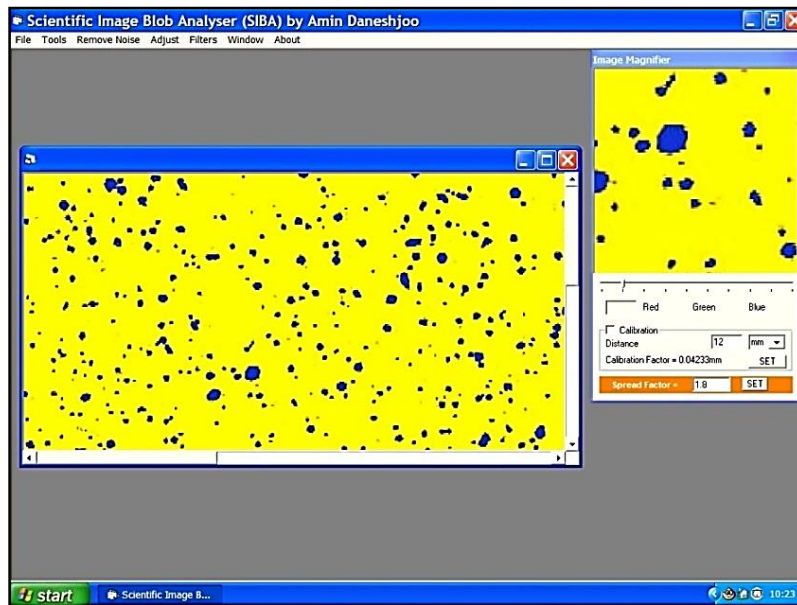 Scientific Image Blob Analyser (SIBA) by Amin Daneshjoo
File Tools Remove Noise Adjust Filters Window About
Image Magnifier
Red Green Blue
Calibration
Distance 12 mm
Calibration Factor = 0.04233mm SET
Spread Factor = 1.8 SET
start Scientific Image B... 10:23